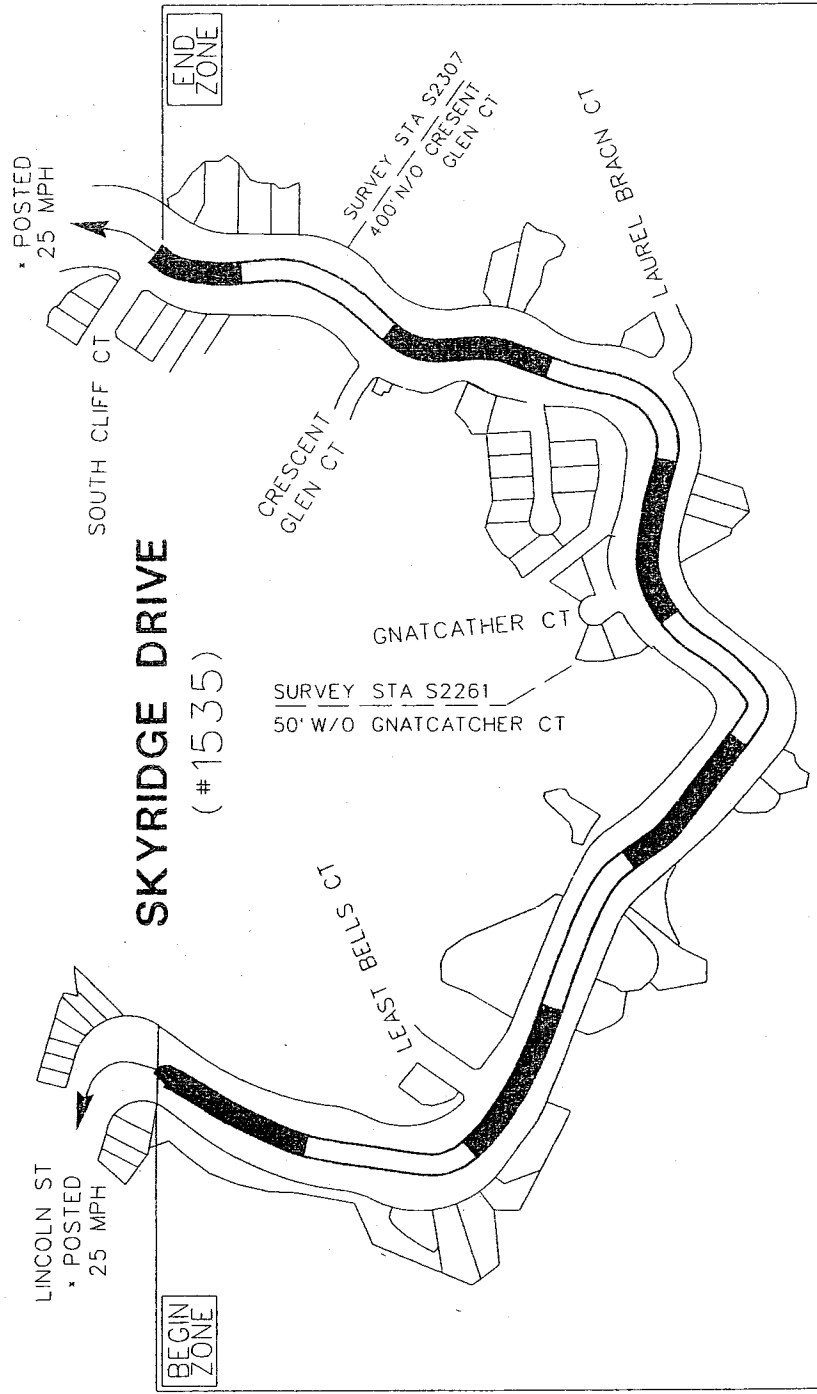 SKYRIDGE DRIVE
(#1535)
LINCOLN ST
* POSTED
25 MPH
BEGIN
ZONE
LEAST BELLS CT
SURVEY STA S2261
50' W/O GNATCATCHER CT
GNATCATHER CT
CRESCENT
GLEN CT
SOUTH CLIFF CT
* POSTED
25 MPH
END
ZONE
SURVEY STA S2307
400' N/O CRESENT
GLEN CT
LAUREL BRACN CT